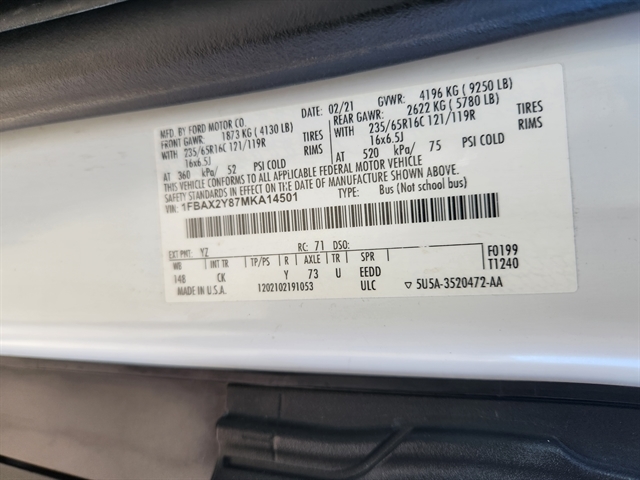 MFD. BY FORD MOTOR CO.
DATE: 02/21 GVWR: 4196 KG ( 9250 LB)
FRONT GAWR: 1873 KG ( 4130 LB) REAR GAWR: 2622 KG ( 5780 LB)
WITH 235/65R16C 121/119R TIRES WITH 235/65R16C 121/119R TIRES
16x6.5J RIMS 16x6.5J RIMS
AT 360 kPa/ 52 PSI COLD AT 520 kPa/ 75 PSI COLD
THIS VEHICLE CONFORMS TO ALL APPLICABLE FEDERAL MOTOR VEHICLE
SAFETY STANDARDS IN EFFECT ON THE DATE OF MANUFACTURE SHOWN ABOVE.
VIN: 1FBAX2Y87MKA14501 TYPE: Bus (Not school bus)
EXT PNT: YZ RC: 71 DSO: F0199
WB INT TR TP/PS R AXLE TR SPR T1240
148 CK Y 73 U EEDD
MADE IN U.S.A. 1202102191053 ULC ▽ 5U5A-3520472-AA